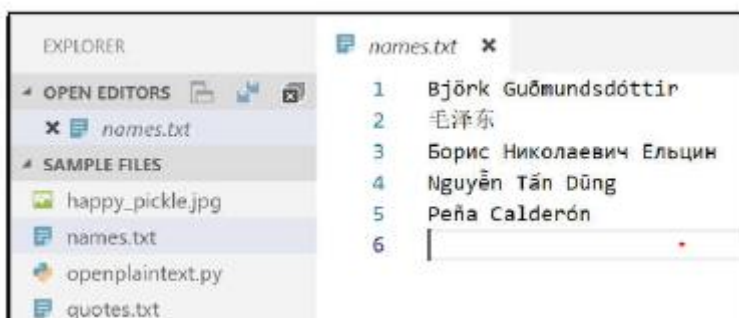 EXPLORER
OPEN EDITORS
names.txt
SAMPLE FILES
happy_pickle.jpg
names.txt
openplaintext.py
quotes.txt
names.txt
1 Björk Guðmundsdóttir
2 毛泽东
3 Борис Николаевич Ельцин
4 Nguyễn Tấn Dũng
5 Peña Calderón
6